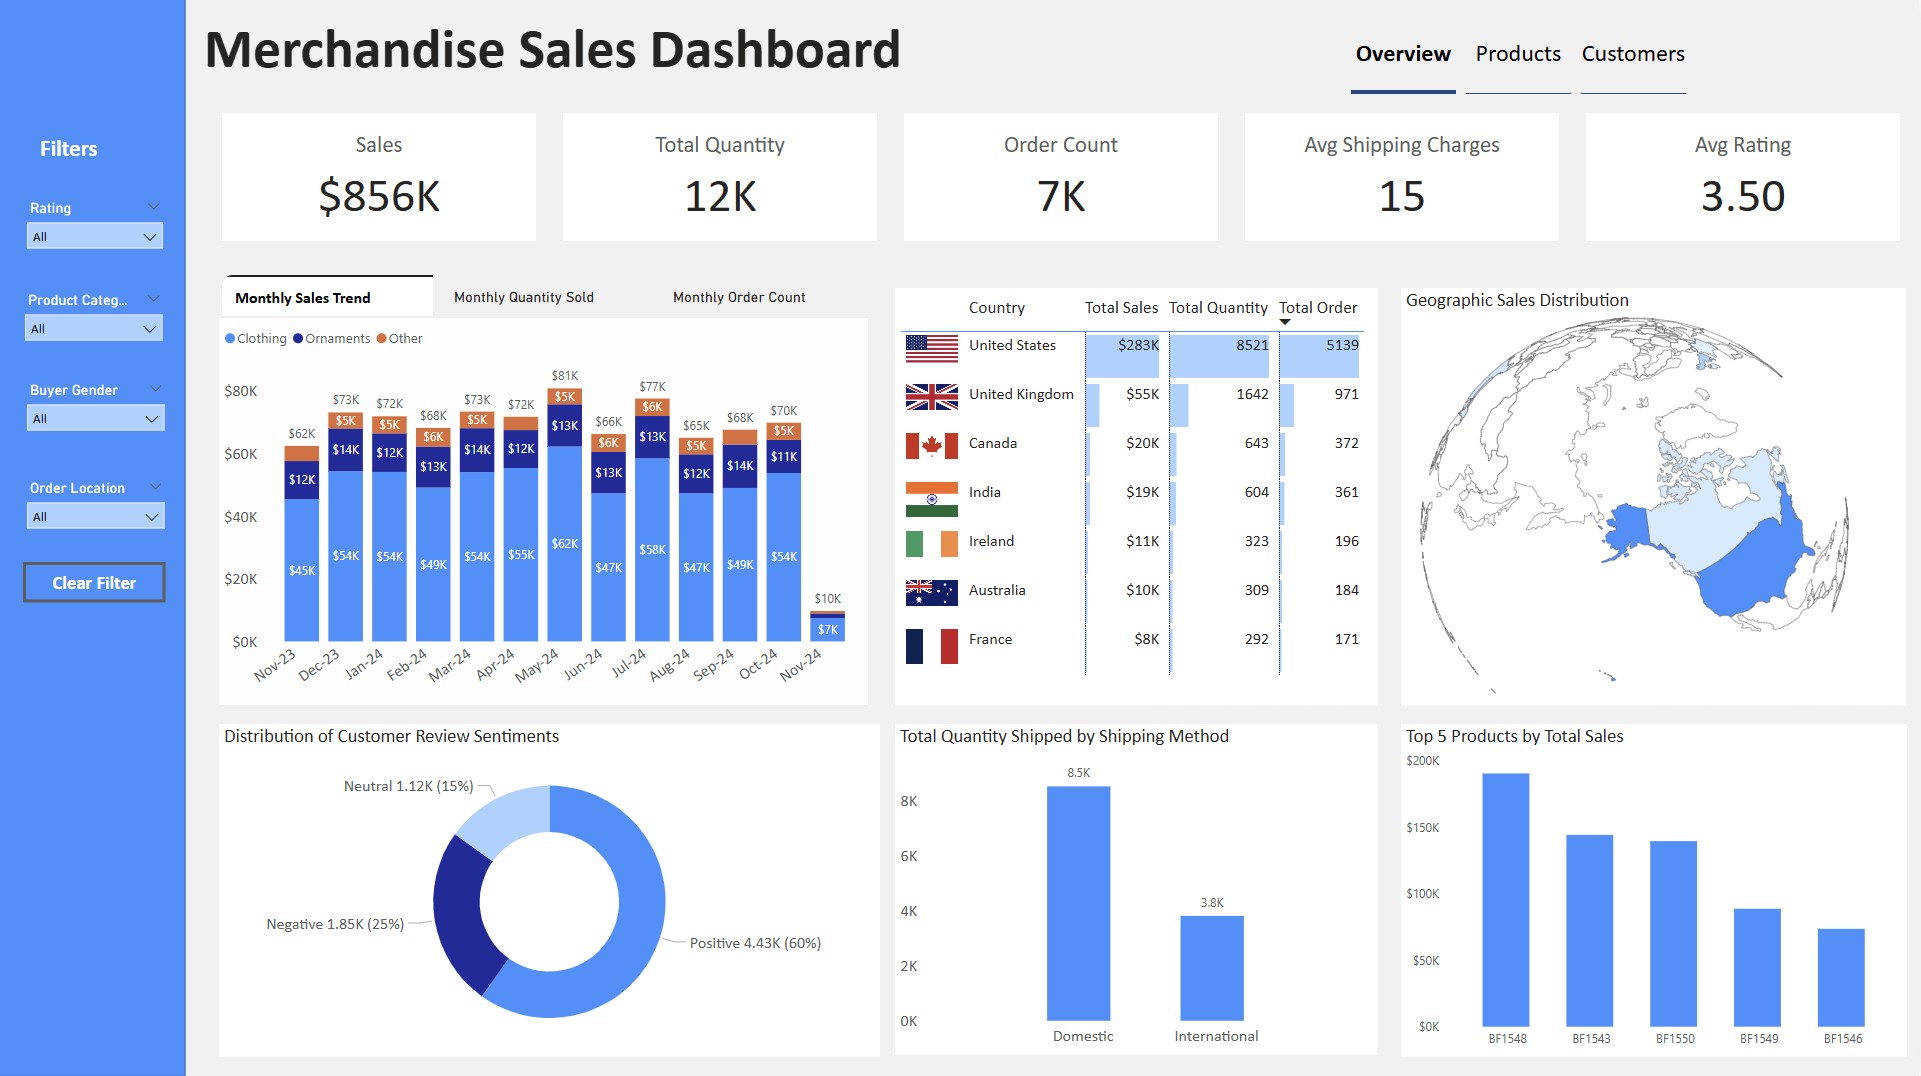 Merchandise Sales Dashboard
Overview Products Customers
Filters
Rating
All
Product Categ...
All
Buyer Gender
All
Order Location
All
Clear Filter
Sales
$856K
Total Quantity
12K
Order Count
7K
Avg Shipping Charges
15
Avg Rating
3.50
Monthly Sales Trend Monthly Quantity Sold Monthly Order Count
Clothing Ornaments Other
$80K
$60K
$40K
$20K
$0K
$62K $73K $72K $68K $73K $72K $81K $66K $77K $65K $68K $70K $10K
$5K $5K $6K $5K $5K $6K $6K $5K $5K
$12K $14K $12K $13K $14K $12K $13K $13K $13K $12K $14K $11K
$45K $54K $54K $49K $54K $55K $62K $47K $58K $47K $49K $54K $7K
Nov-23 Dec-23 Jan-24 Feb-24 Mar-24 Apr-24 May-24 Jun-24 Jul-24 Aug-24 Sep-24 Oct-24 Nov-24
Country Total Sales Total Quantity Total Order
United States $283K 8521 5139
United Kingdom $55K 1642 971
Canada $20K 643 372
India $19K 604 361
Ireland $11K 323 196
Australia $10K 309 184
France $8K 292 171
Geographic Sales Distribution
Distribution of Customer Review Sentiments
Neutral 1.12K (15%)
Negative 1.85K (25%)
Positive 4.43K (60%)
Total Quantity Shipped by Shipping Method
8K
6K
4K
2K
0K
8.5K
3.8K
Domestic International
Top 5 Products by Total Sales
$200K
$150K
$100K
$50K
$0K
BF1548 BF1543 BF1550 BF1549 BF1546